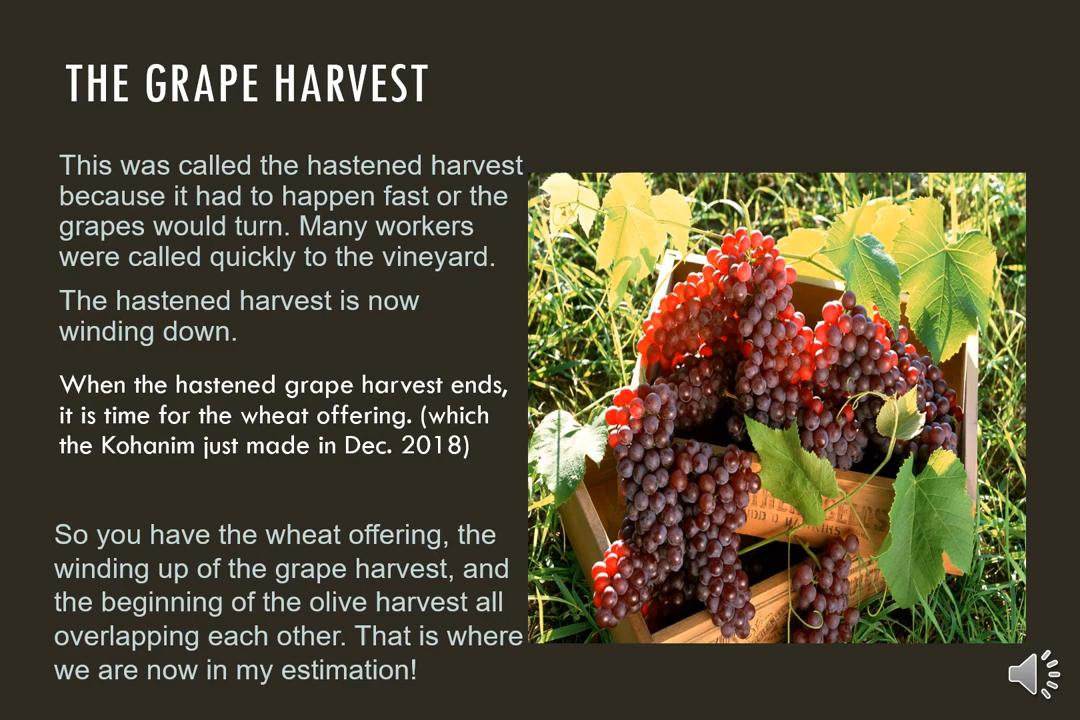 THE GRAPE HARVEST
This was called the hastened harvest
because it had to happen fast or the
grapes would turn. Many workers
were called quickly to the vineyard.
The hastened harvest is now
winding down.
When the hastened grape harvest ends,
it is time for the wheat offering. (which
the Kohanim just made in Dec. 2018)
So you have the wheat offering, the
winding up of the grape harvest, and
the beginning of the olive harvest all
overlapping each other. That is where
we are now in my estimation!